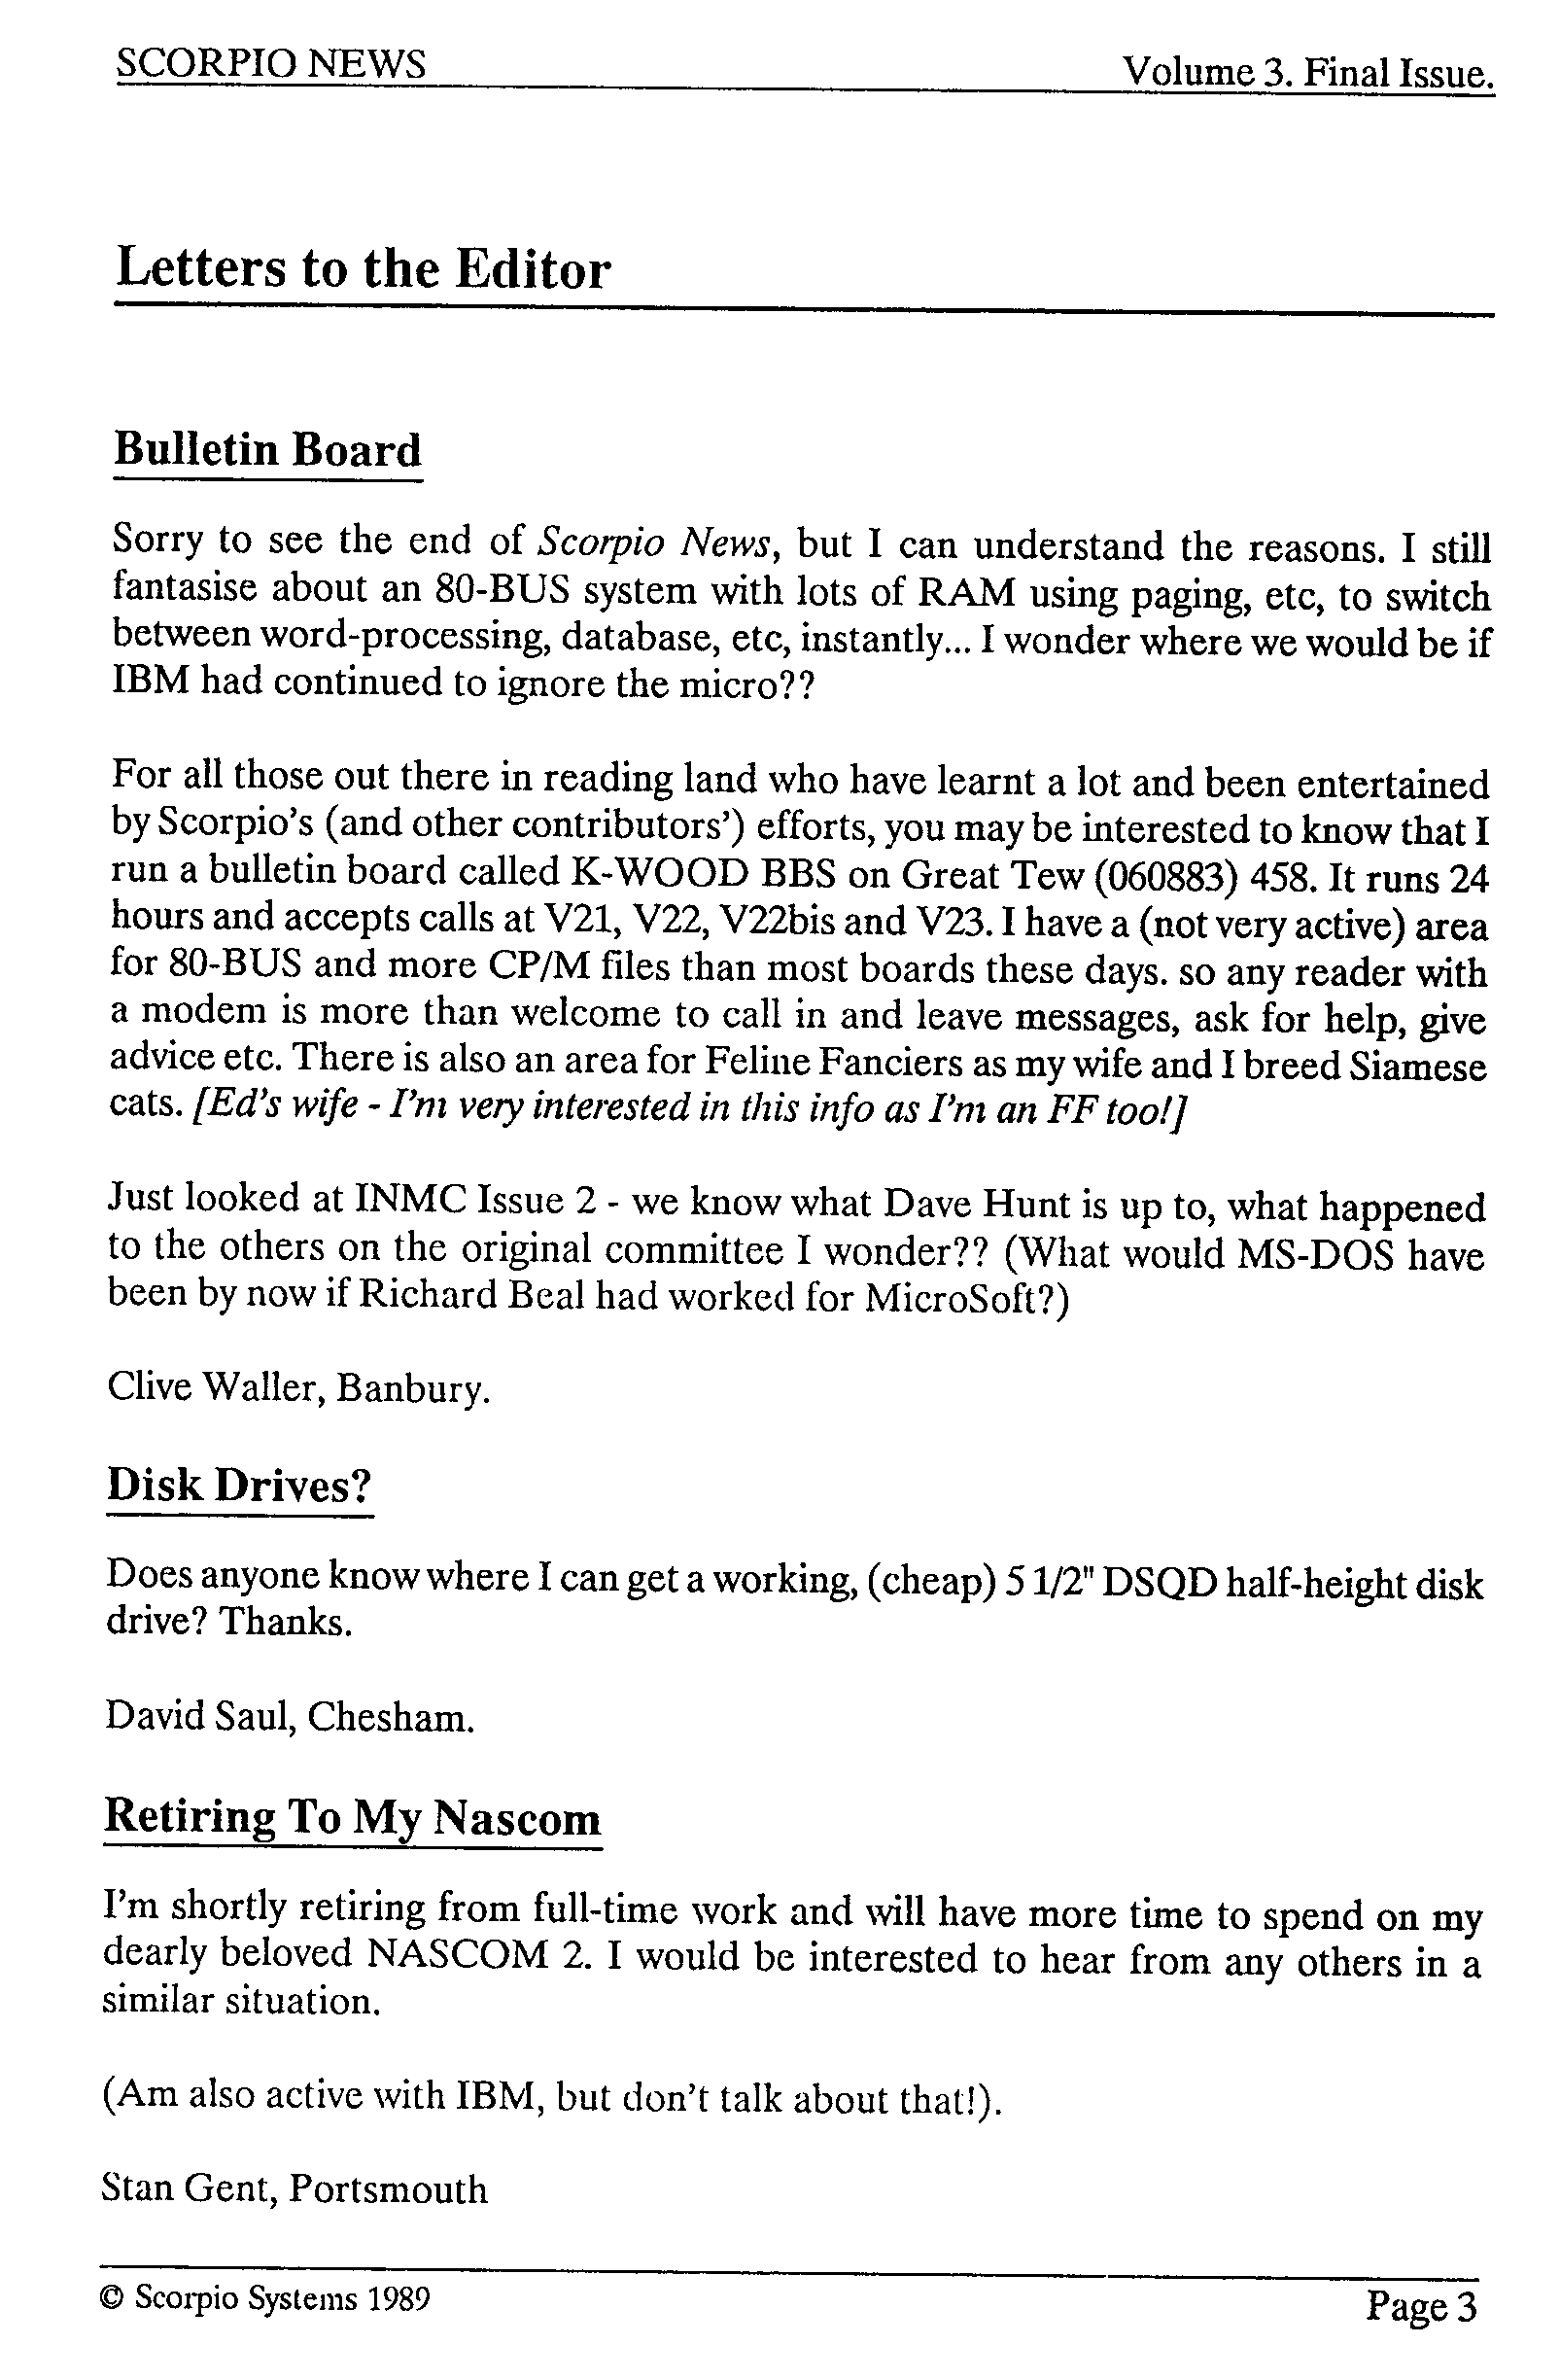 SCORPIO NEWS
Volume 3. Final Issue.
Letters to the Editor
Bulletin Board
Sorry to see the end of Scorpio News, but I can understand the reasons. I still
fantasise about an 80-BUS system with lots of RAM using paging, etc, to switch
between word-processing, database, etc, instantly... I wonder where we would be if
IBM had continued to ignore the micro??
For all those out there in reading land who have learnt a lot and been entertained
by Scorpio's (and other contributors') efforts, you may be interested to know that I
run a bulletin board called K-WOOD BBS on Great Tew (060883) 458. It runs 24
hours and accepts calls at V21, V22, V22bis and V23. I have a (not very active) area
for 80-BUS and more CP/M files than most boards these days. so any reader with
a modem is more than welcome to call in and leave messages, ask for help, give
advice etc. There is also an area for Feline Fanciers as my wife and I breed Siamese
cats. [Ed's wife - I'm very interested in this info as I'm an FF too!]
Just looked at INMC Issue 2 - we know what Dave Hunt is up to, what happened
to the others on the original committee I wonder?? (What would MS-DOS have
been by now if Richard Beal had worked for MicroSoft?)
Clive Waller, Banbury.
Disk Drives?
Does anyone know where I can get a working, (cheap) 5 1/2" DSQD half-height disk
drive? Thanks.
David Saul, Chesham.
Retiring To My Nascom
I'm shortly retiring from full-time work and will have more time to spend on my
dearly beloved NASCOM 2. I would be interested to hear from any others in a
similar situation.
(Am also active with IBM, but don't talk about that!).
Stan Gent, Portsmouth
© Scorpio Systems 1989
Page 3